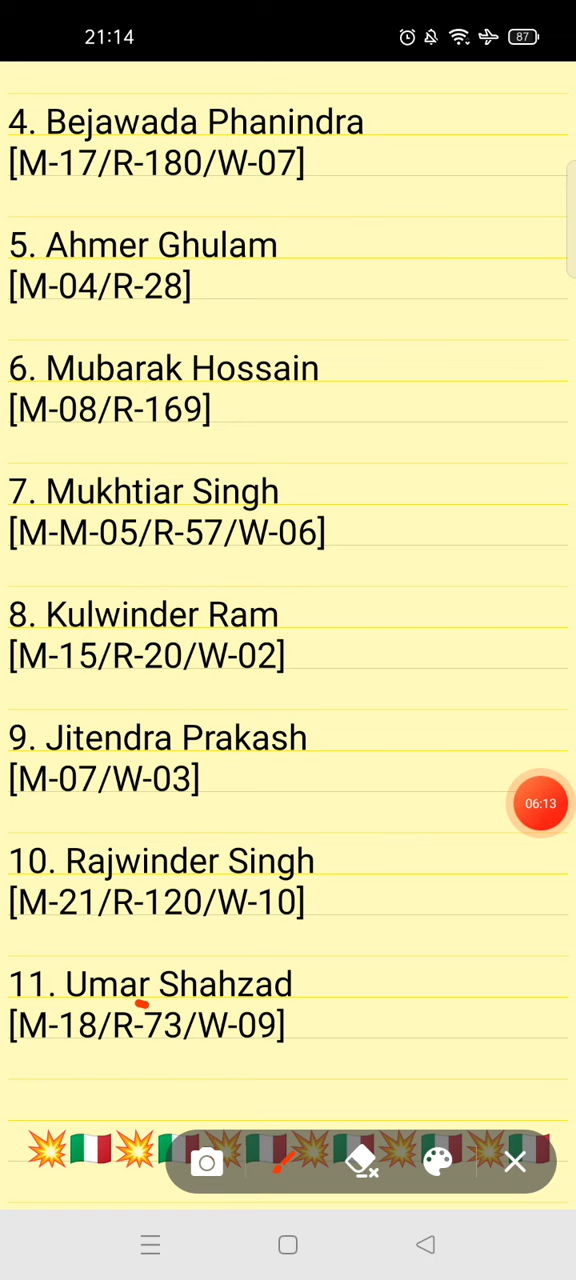 21:14
87
4. Bejawada Phanindra
[M-17/R-180/W-07]
5. Ahmer Ghulam
[M-04/R-28]
6. Mubarak Hossain
[M-08/R-169]
7. Mukhtiar Singh
[M-M-05/R-57/W-06]
8. Kulwinder Ram
[M-15/R-20/W-02]
9. Jitendra Prakash
[M-07/W-03]
06:13
10. Rajwinder Singh
[M-21/R-120/W-10]
11. Umar Shahzad
[M-18/R-73/W-09]